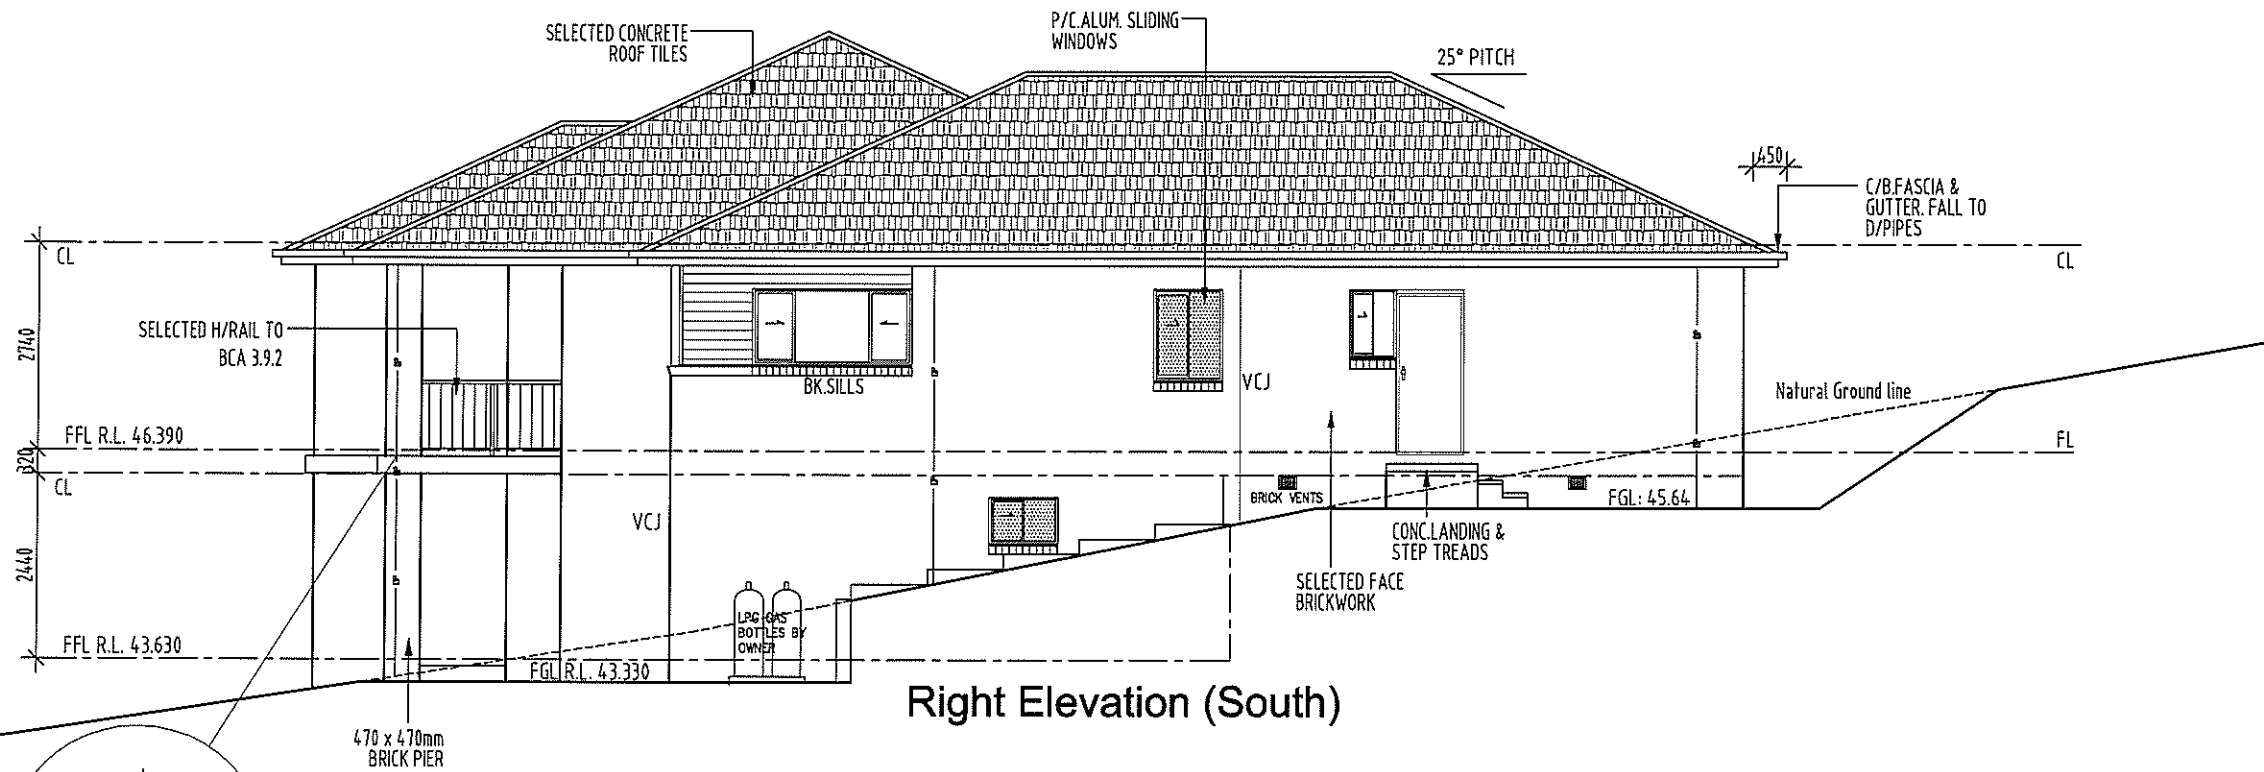 SELECTED CONCRETE
ROOF TILES
P/C.ALUM. SLIDING
WINDOWS
25° PITCH
450
C/B.FASCIA &
GUTTER. FALL TO
D/PIPES
CL
CL
2740
SELECTED H/RAIL TO
BCA 3.9.2
BK.SILLS
VCJ
Natural Ground line
FFL R.L. 46.390
FL
320
CL
BRICK VENTS
FGL: 45.64
VCJ
CONC.LANDING &
STEP TREADS
2440
SELECTED FACE
BRICKWORK
LPG GAS
BOTTLES BY
OWNER
FFL R.L. 43.630
FGL R.L. 43.330
Right Elevation (South)
470 x 470mm
BRICK PIER